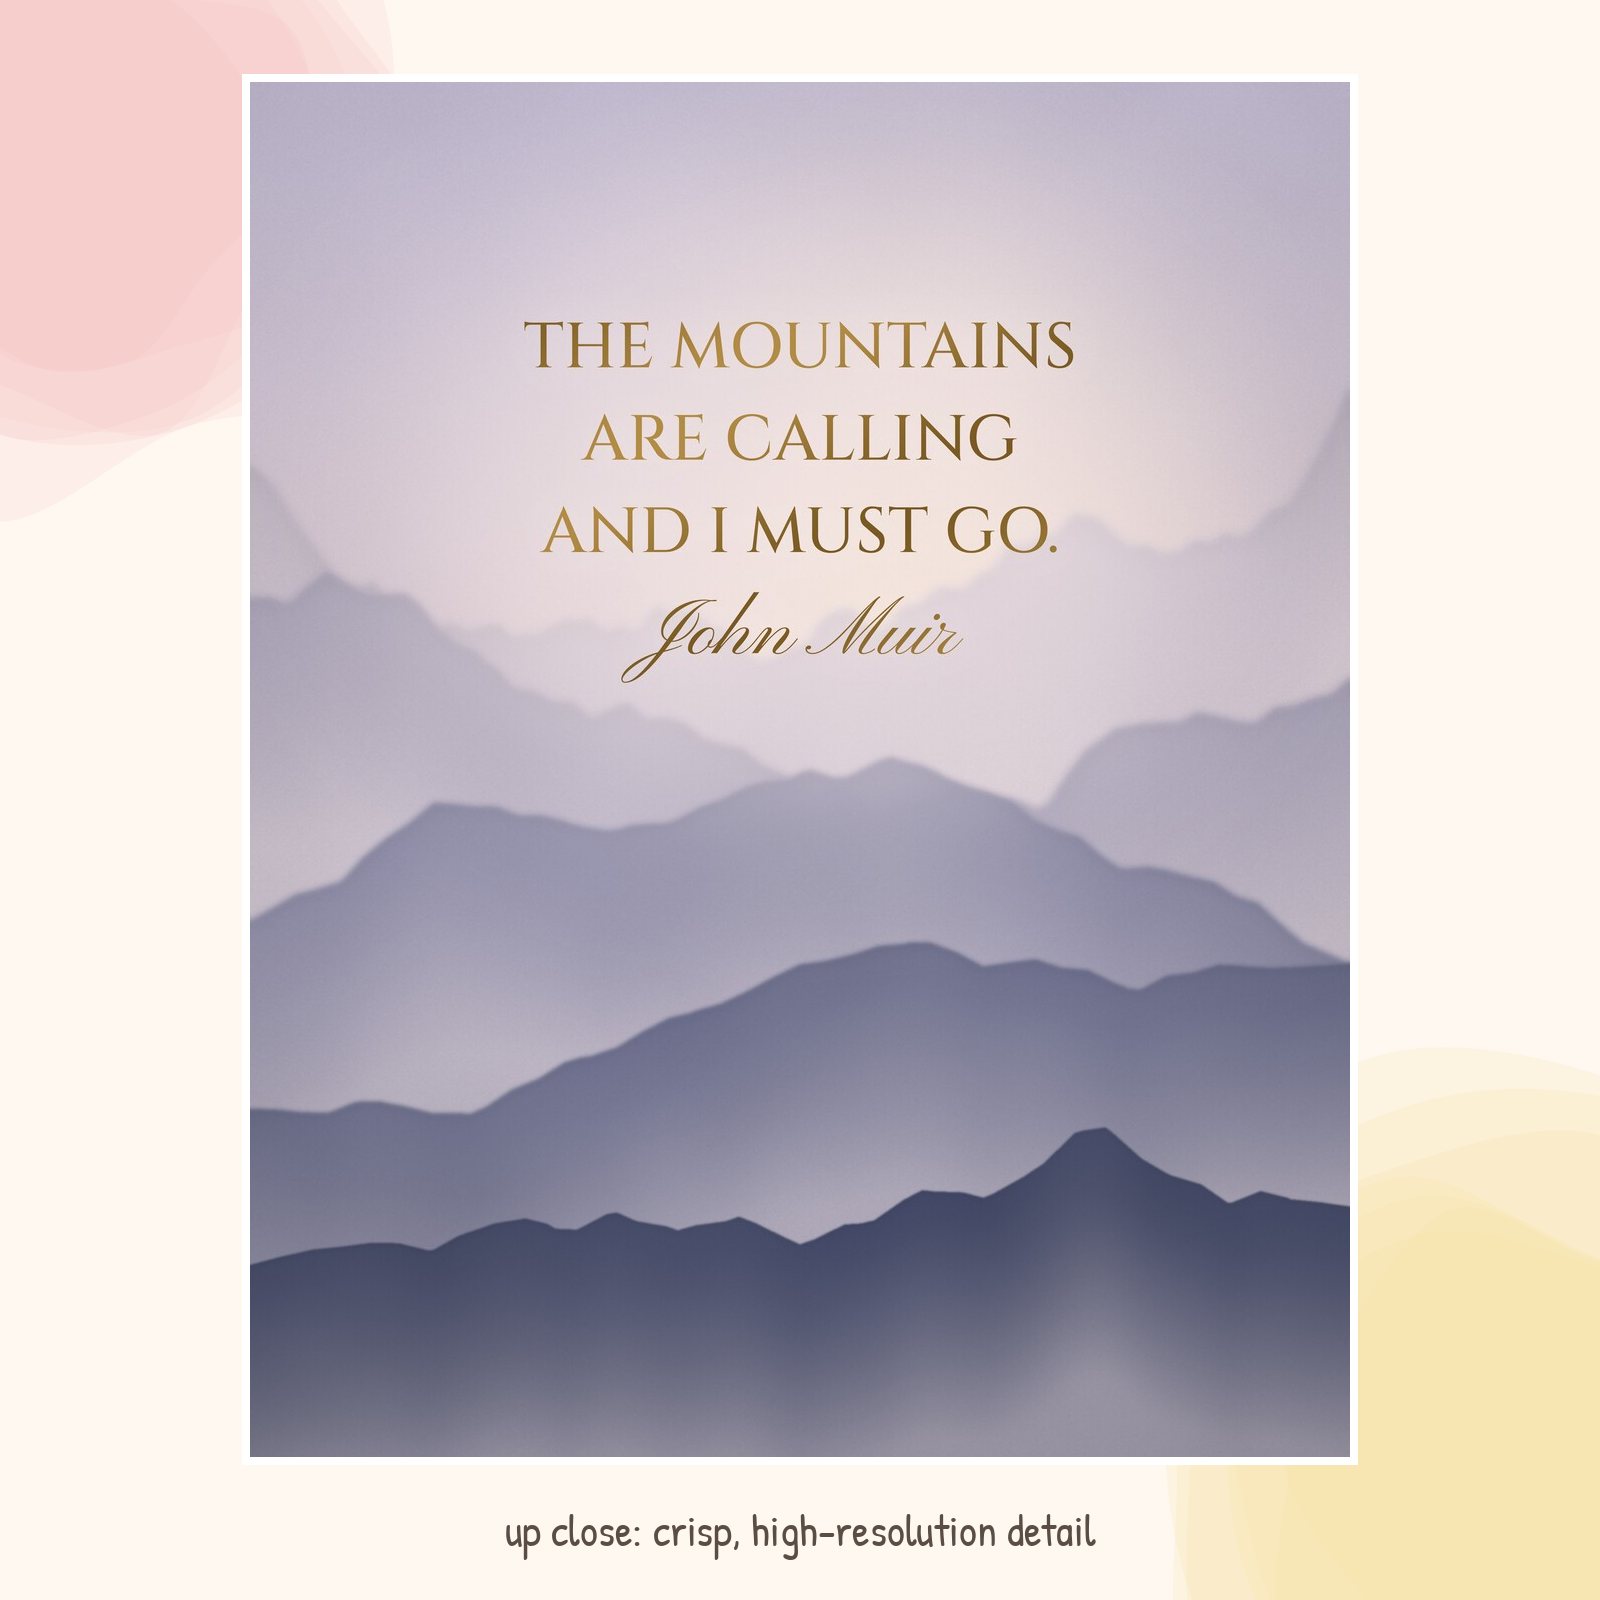 THE MOUNTAINS
ARE CALLING
AND I MUST GO.
John Muir
up close: crisp, high-resolution detail